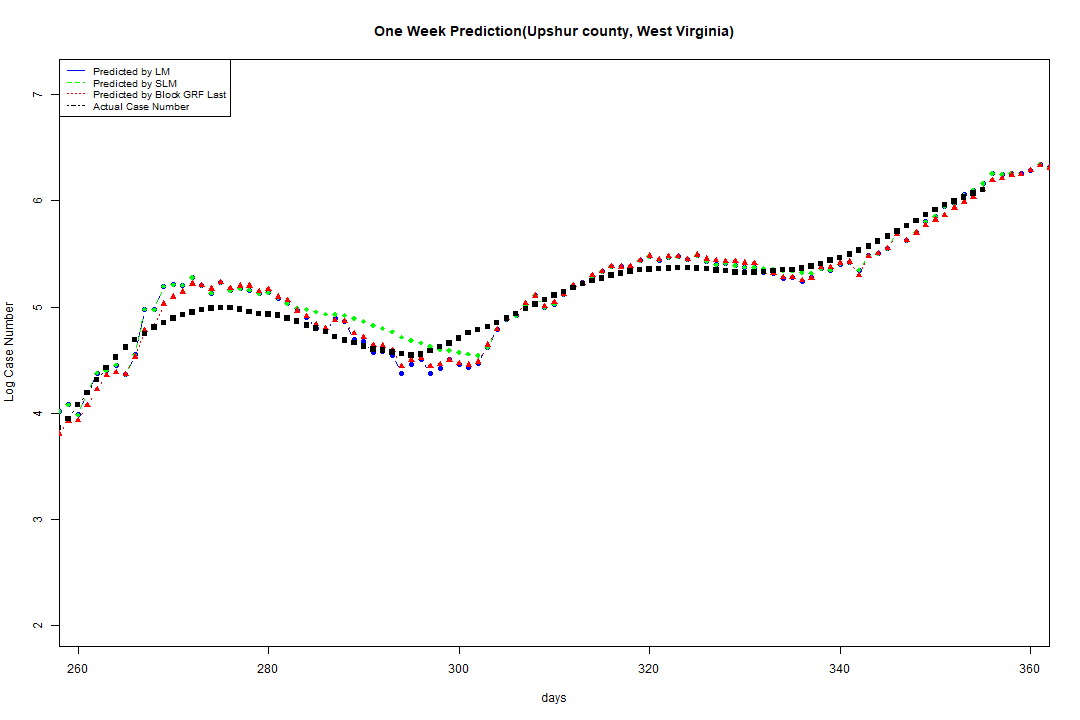 One Week Prediction(Upshur county, West Virginia)
Predicted by LM
Predicted by SLM
Predicted by Block GRF Last
Actual Case Number
7
6
5
4
3
2
Log Case Number
260 280 300 320 340 360
days